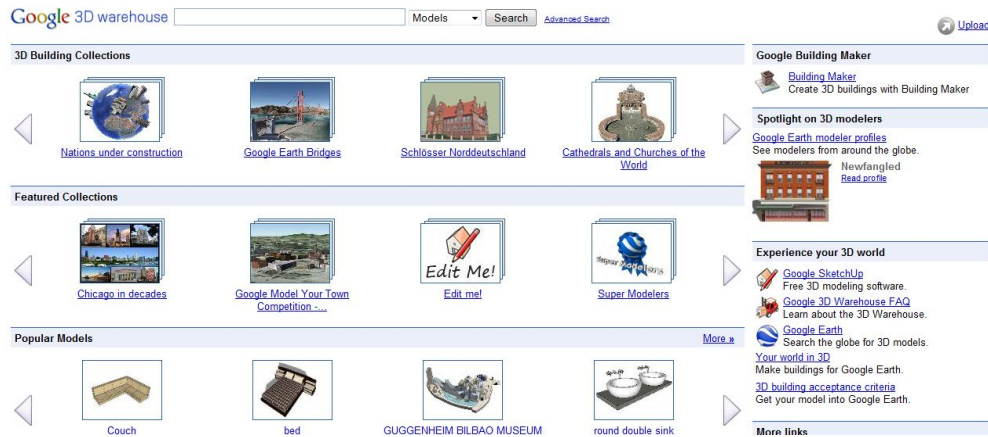 Google 3D warehouse
Models
Search
Advanced Search
Upload
3D Building Collections
Nations under construction
Google Earth Bridges
Schlösser Norddeutschland
Cathedrals and Churches of the
World
Featured Collections
Chicago in decades
Google Model Your Town
Competition -...
Edit Me!
Edit me!
Super Modelers
Super Modelers
Popular Models
More »
Couch
bed
GUGGENHEIM BILBAO MUSEUM
round double sink
Google Building Maker
Building Maker
Create 3D buildings with Building Maker
Spotlight on 3D modelers
Google Earth modeler profiles
See modelers from around the globe.
Newfangled
Read profile
Experience your 3D world
Google SketchUp
Free 3D modeling software.
Google 3D Warehouse FAQ
Learn about the 3D Warehouse.
Google Earth
Search the globe for 3D models.
Your world in 3D
Make buildings for Google Earth.
3D building acceptance criteria
Get your model into Google Earth.
More links